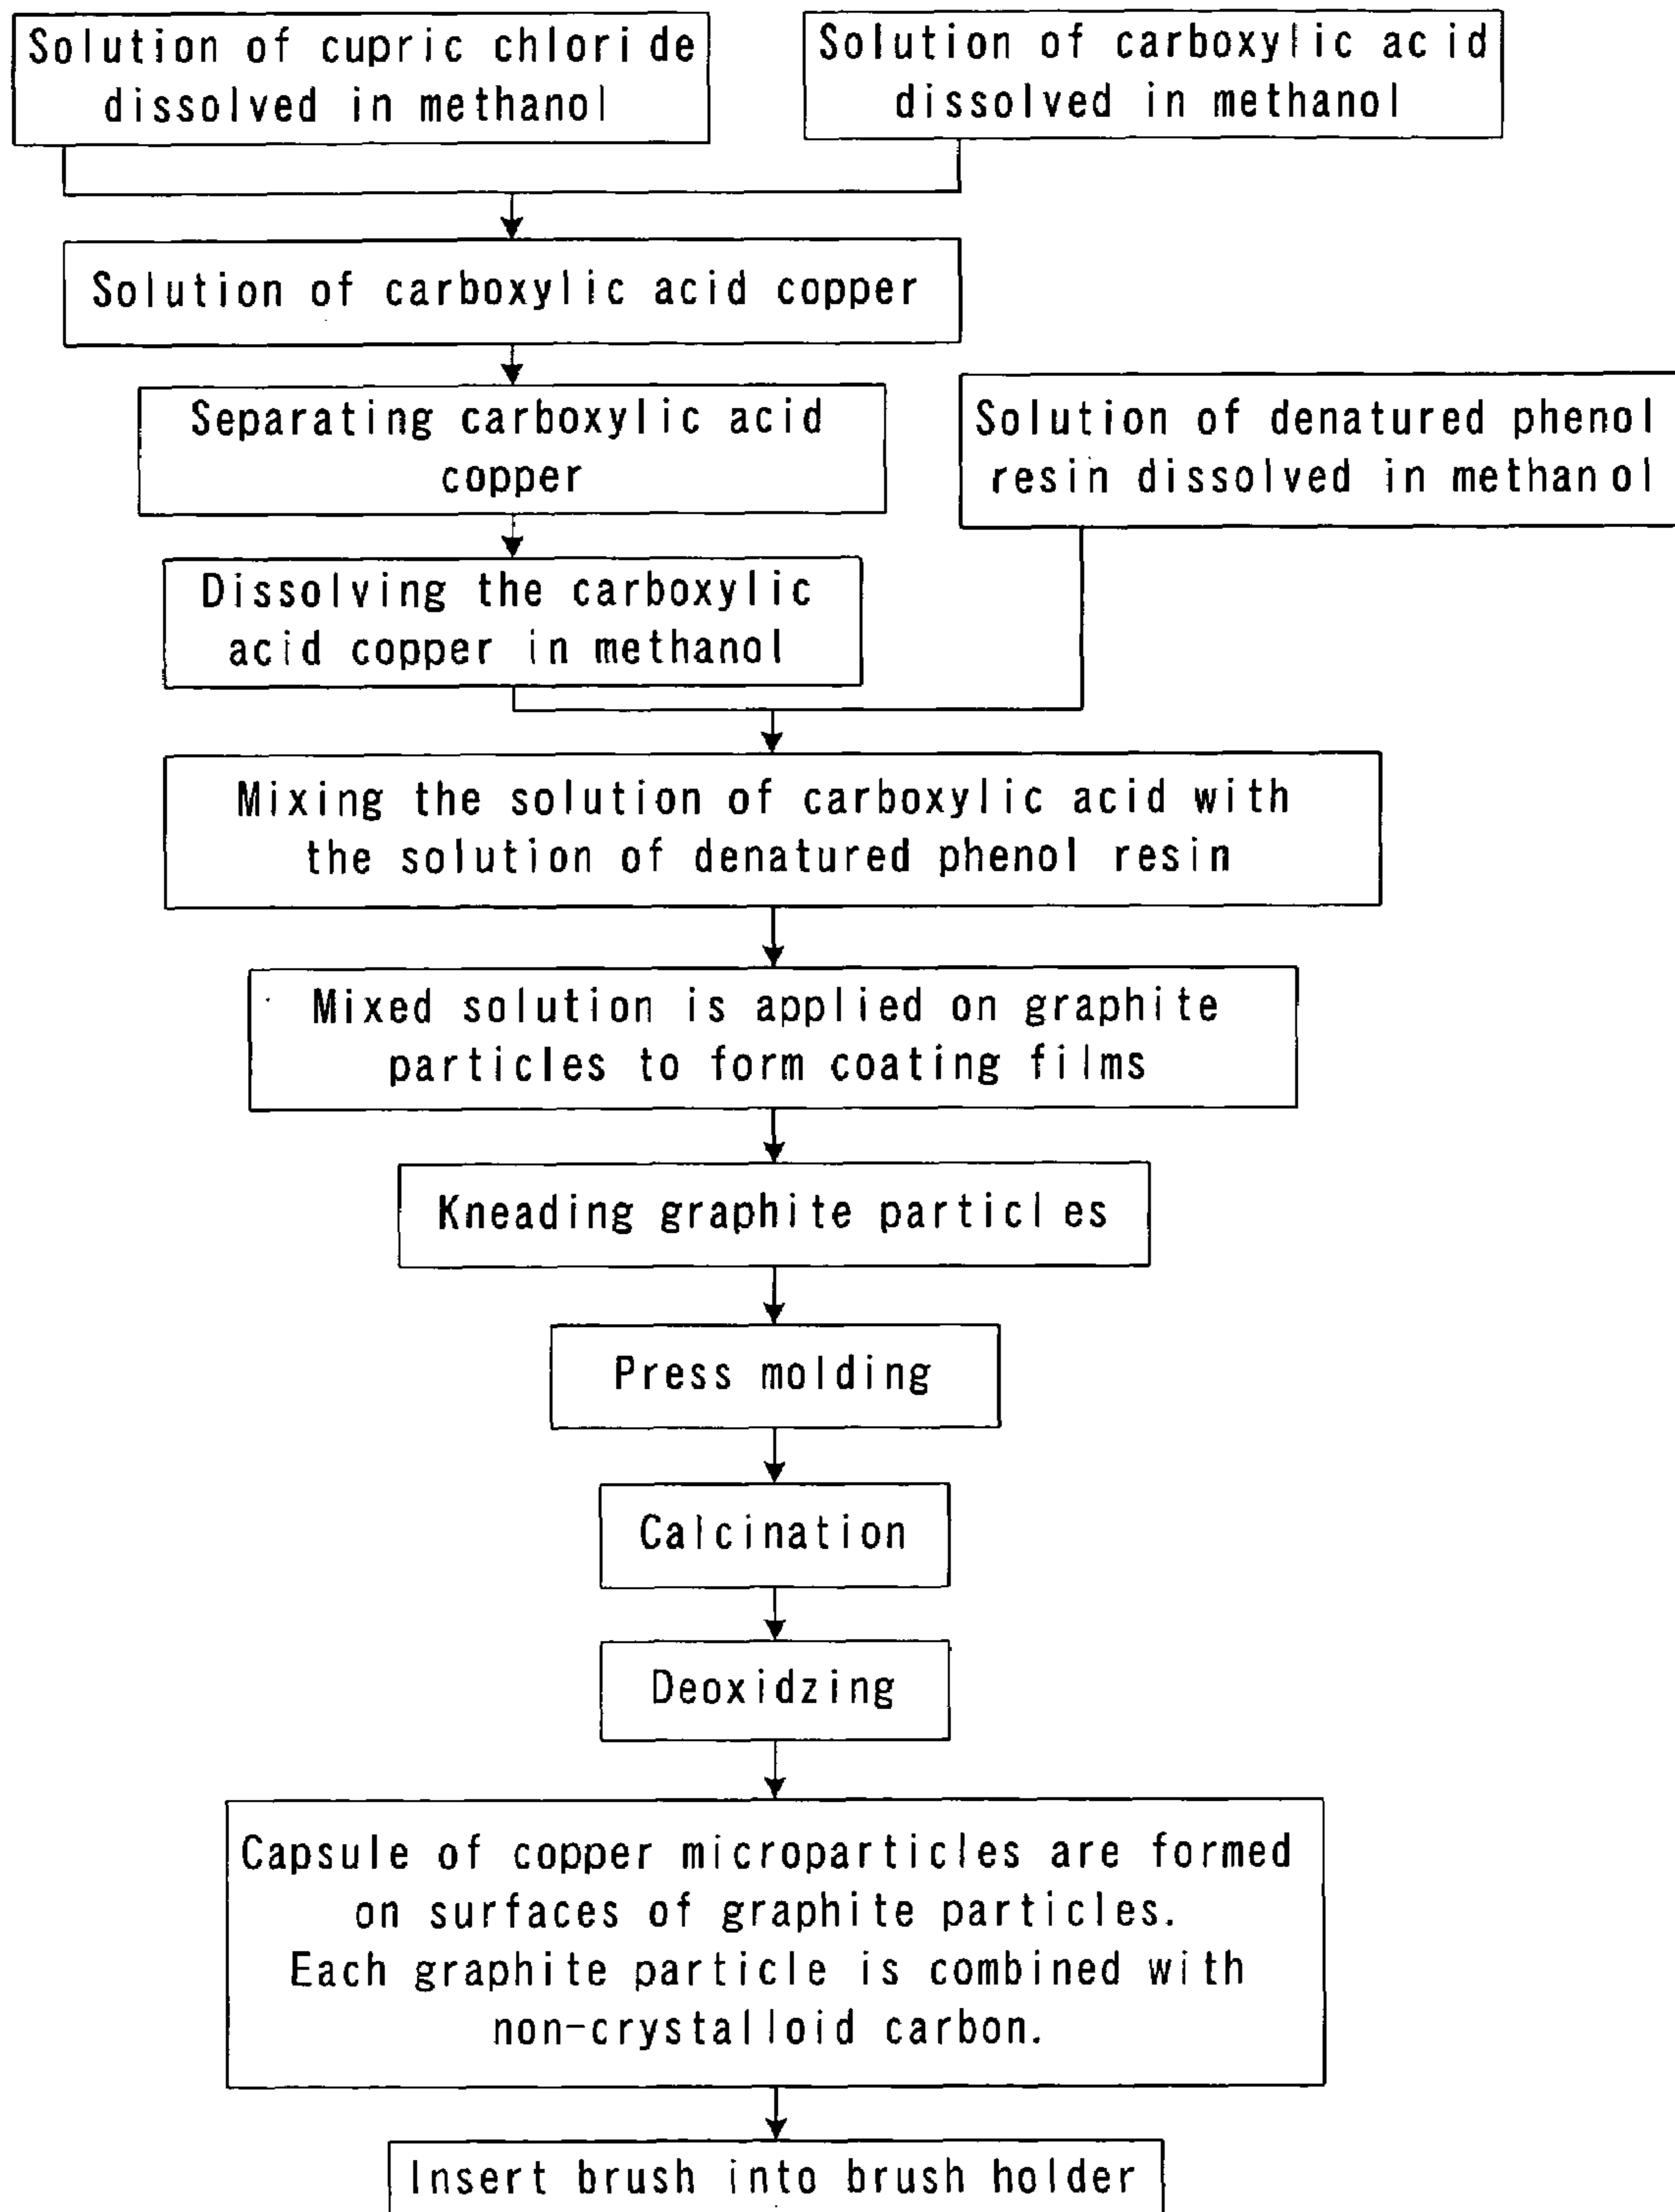 Solution of cupric chloride
dissolved in methanol
Solution of carboxylic acid
dissolved in methanol
Solution of carboxylic acid copper
Separating carboxylic acid
copper
Solution of denatured phenol
resin dissolved in methanol
Dissolving the carboxylic
acid copper in methanol
Mixing the solution of carboxylic acid with
the solution of denatured phenol resin
Mixed solution is applied on graphite
particles to form coating films
Kneading graphite particles
Press molding
Calcination
Deoxidzing
Capsule of copper microparticles are formed
on surfaces of graphite particles.
Each graphite particle is combined with
non-crystalloid carbon.
Insert brush into brush holder